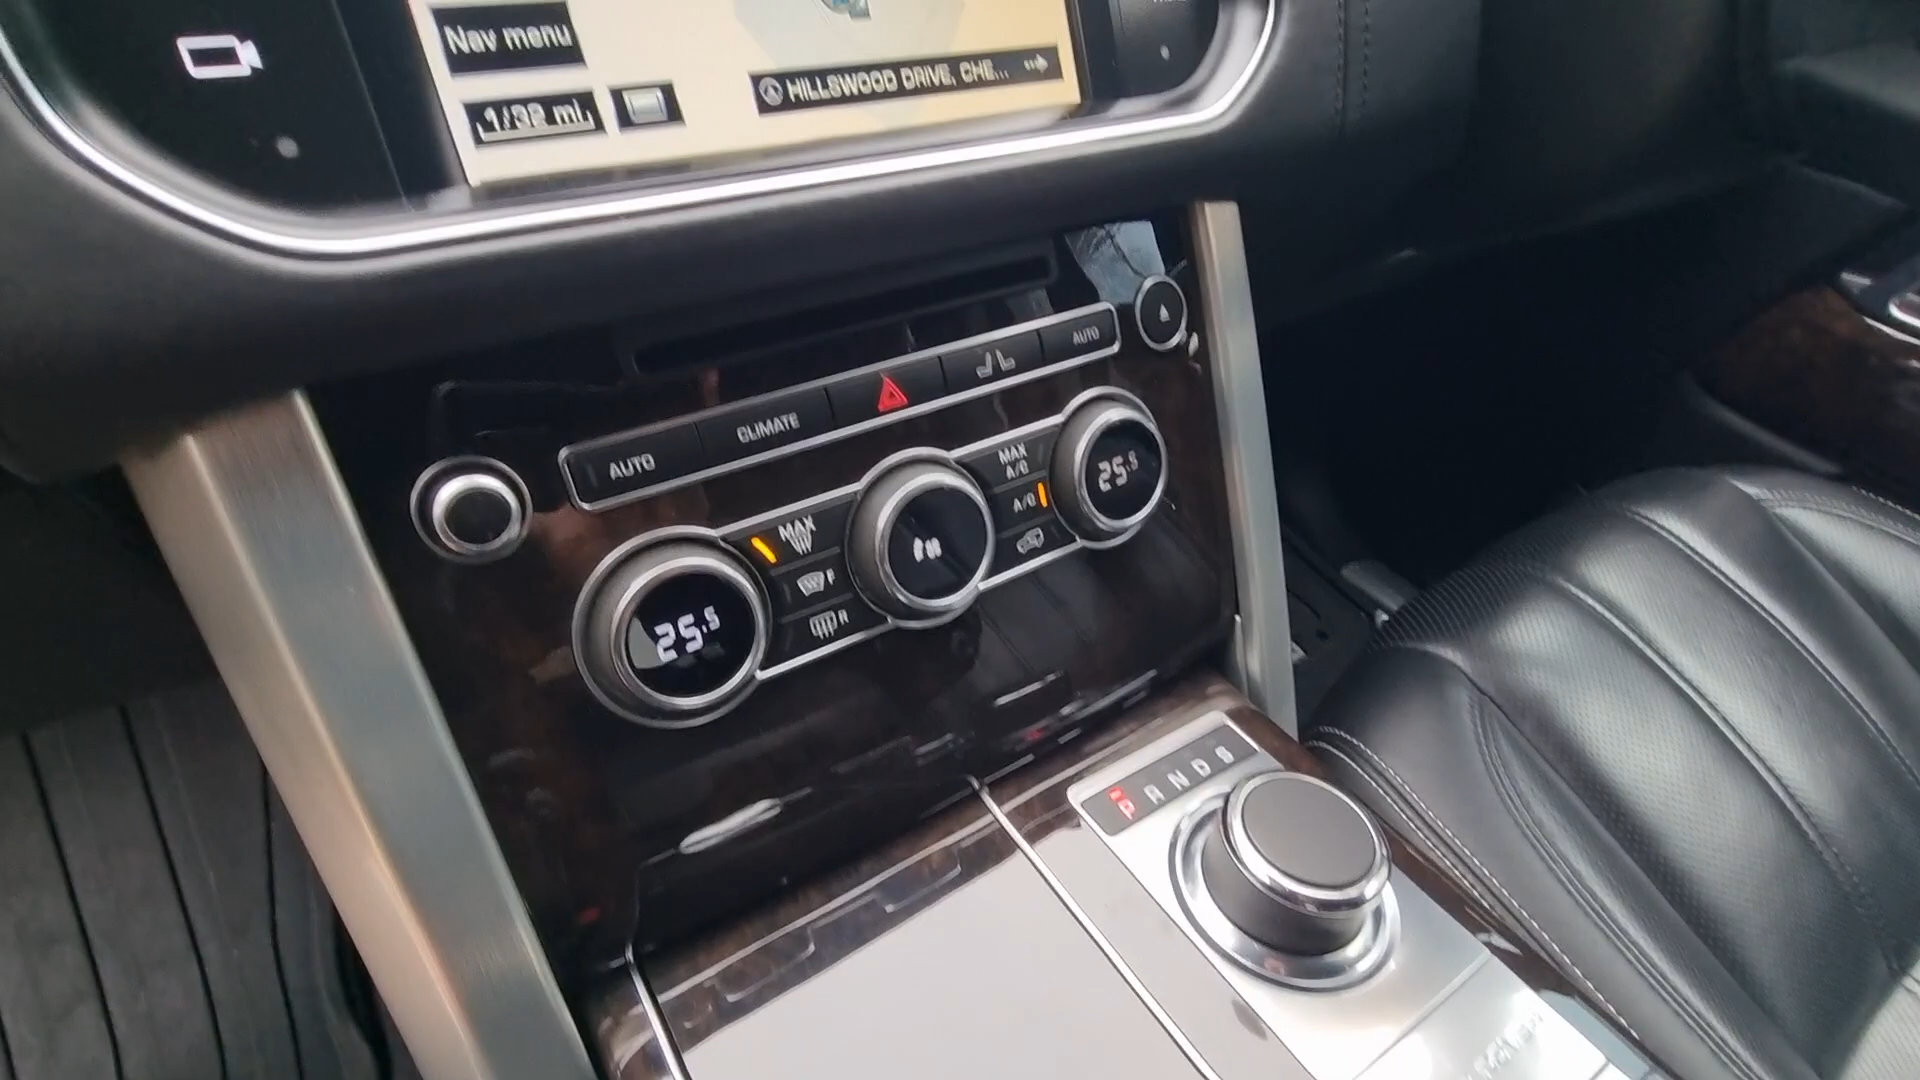 Nav menu
1/32 mi.
HILLSWOOD DRIVE, CHE...
AUTO
CLIMATE
AUTO
MAX
F
R
MAX
A/C
A/C
25.5
25.5
P R N D S